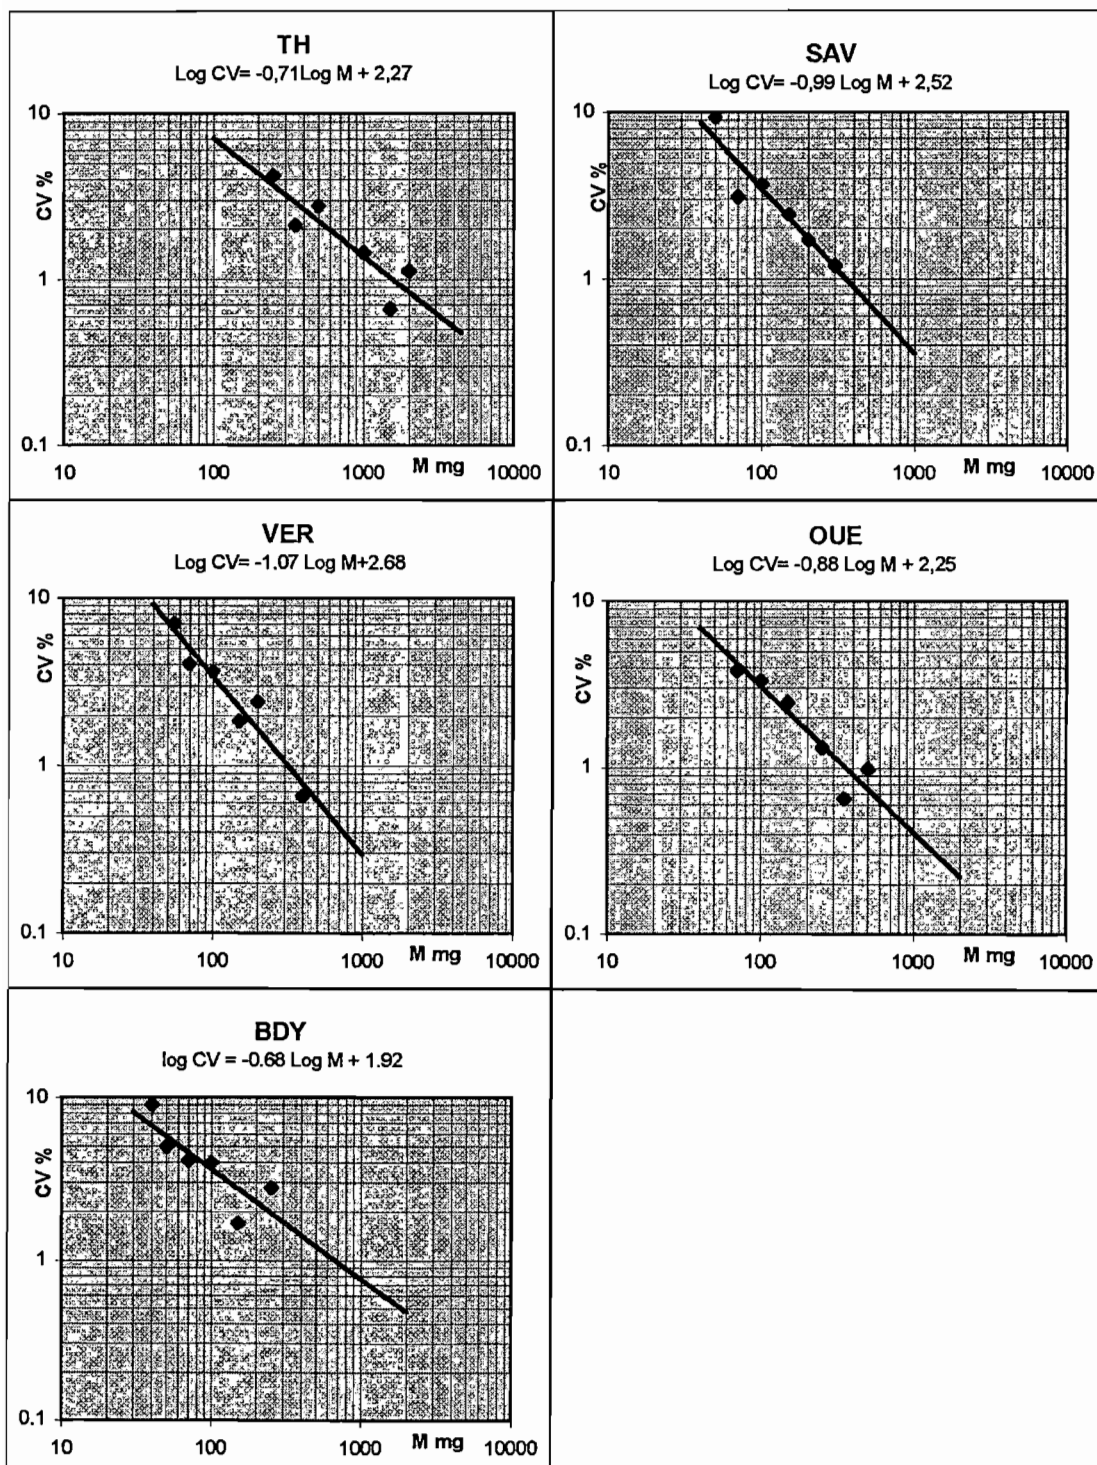 TH
Log CV= -0,71Log M + 2,27
10
CV %
1
0.1
10
100
1000
M mg
10000
SAV
Log CV= -0,99 Log M + 2,52
10
CV %
1
0.1
10
100
1000
M mg
10000
VER
Log CV= -1.07 Log M+2.68
10
CV %
1
0.1
10
100
1000
M mg
10000
OUE
Log CV= -0,88 Log M + 2,25
10
CV %
1
0.1
10
100
1000
M mg
10000
BDY
log CV = -0.68 Log M + 1.92
10
CV %
1
0.1
10
100
1000
M mg
10000